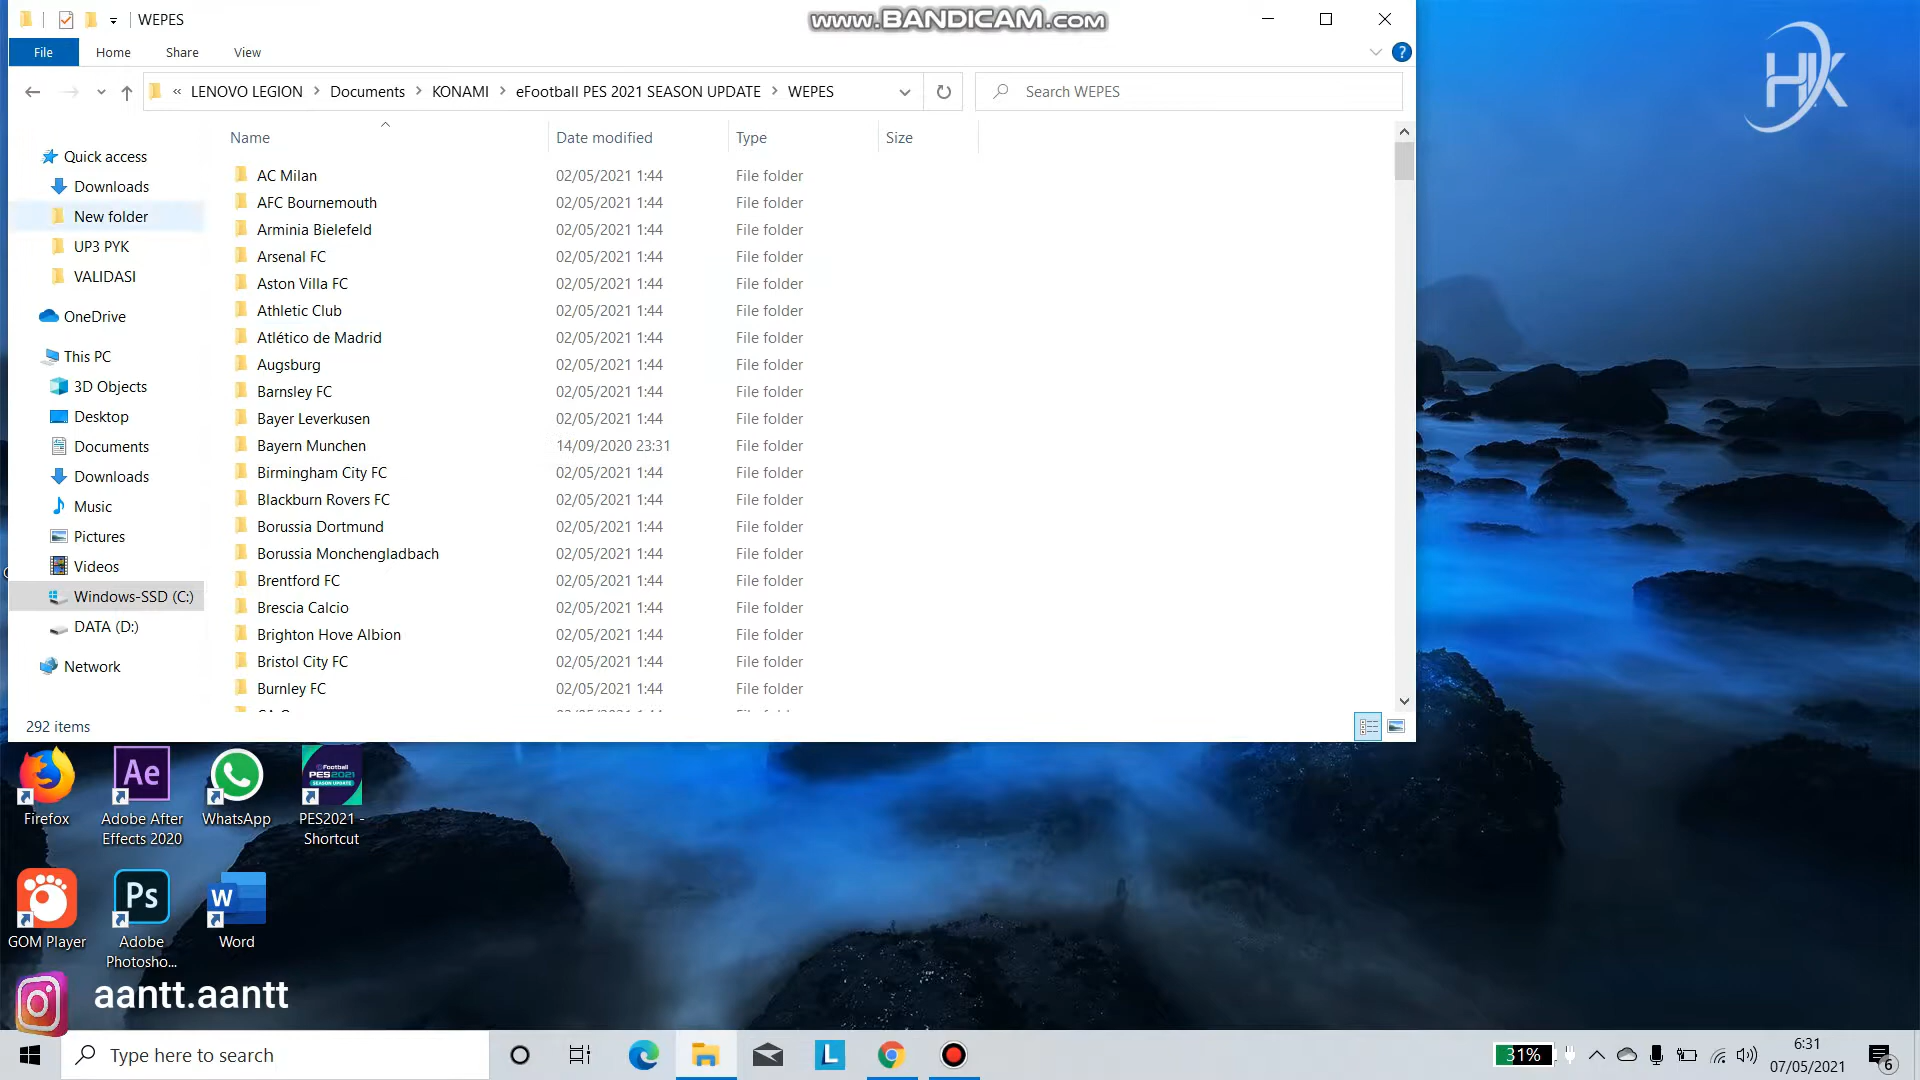 WEPES
www.BANDICAM.com
File Home Share View
« LENOVO LEGION > Documents > KONAMI > eFootball PES 2021 SEASON UPDATE > WEPES
Search WEPES
HK
Name Date modified Type Size
Quick access
Downloads
New folder
UP3 PYK
VALIDASI
OneDrive
This PC
3D Objects
Desktop
Documents
Downloads
Music
Pictures
Videos
Windows-SSD (C:)
DATA (D:)
Network
AC Milan 02/05/2021 1:44 File folder
AFC Bournemouth 02/05/2021 1:44 File folder
Arminia Bielefeld 02/05/2021 1:44 File folder
Arsenal FC 02/05/2021 1:44 File folder
Aston Villa FC 02/05/2021 1:44 File folder
Athletic Club 02/05/2021 1:44 File folder
Atlético de Madrid 02/05/2021 1:44 File folder
Augsburg 02/05/2021 1:44 File folder
Barnsley FC 02/05/2021 1:44 File folder
Bayer Leverkusen 02/05/2021 1:44 File folder
Bayern Munchen 14/09/2020 23:31 File folder
Birmingham City FC 02/05/2021 1:44 File folder
Blackburn Rovers FC 02/05/2021 1:44 File folder
Borussia Dortmund 02/05/2021 1:44 File folder
Borussia Monchengladbach 02/05/2021 1:44 File folder
Brentford FC 02/05/2021 1:44 File folder
Brescia Calcio 02/05/2021 1:44 File folder
Brighton Hove Albion 02/05/2021 1:44 File folder
Bristol City FC 02/05/2021 1:44 File folder
Burnley FC 02/05/2021 1:44 File folder
292 items
Ae
eFootball
PES2021
SEASON UPDATE
Firefox
Adobe After
Effects 2020
WhatsApp
PES2021 -
Shortcut
Ps
W
GOM Player
Adobe
Photosho...
Word
aantt.aantt
Type here to search
L
31%
6:31
07/05/2021
6